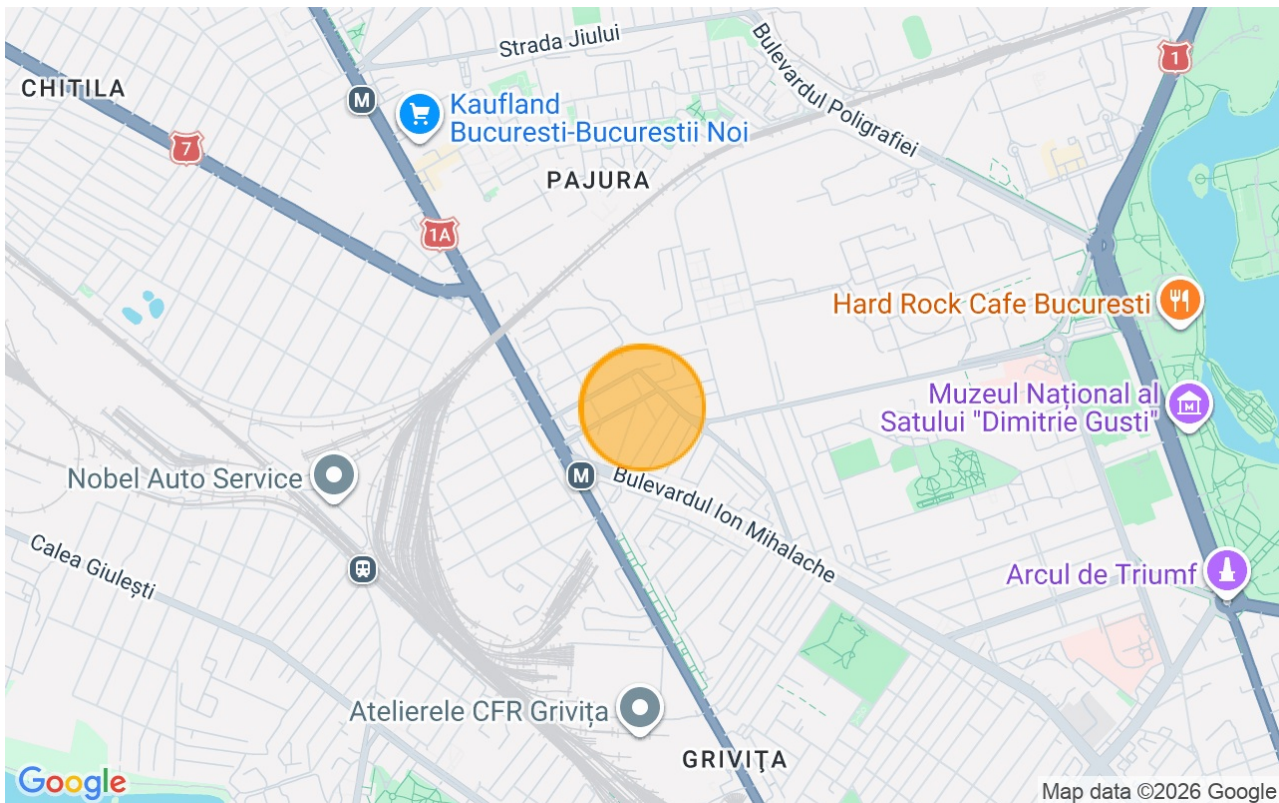 Strada Jiului
Bulevardul Poligrafiei
1
CHITILA
M
Kaufland
Bucuresti-Bucurestii Noi
7
PAJURA
1A
Hard Rock Cafe Bucuresti
Muzeul Național al
Satului "Dimitrie Gusti"
Nobel Auto Service
M
Bulevardul Ion Mihalache
Calea Giulești
Arcul de Triumf
Atelierele CFR Grivița
GRIVIŢA
Google
Map data ©2026 Google